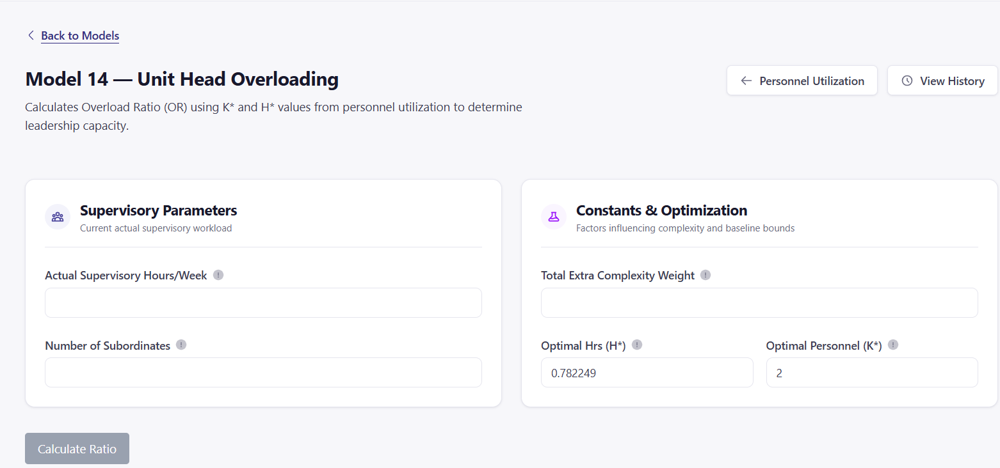 Back to Models
Model 14 — Unit Head Overloading
Personnel Utilization
View History
Calculates Overload Ratio (OR) using K* and H* values from personnel utilization to determine
leadership capacity.
Supervisory Parameters
Current actual supervisory workload
Actual Supervisory Hours/Week
Number of Subordinates
Constants & Optimization
Factors influencing complexity and baseline bounds
Total Extra Complexity Weight
Optimal Hrs (H*)
0.782249
Optimal Personnel (K*)
2
Calculate Ratio